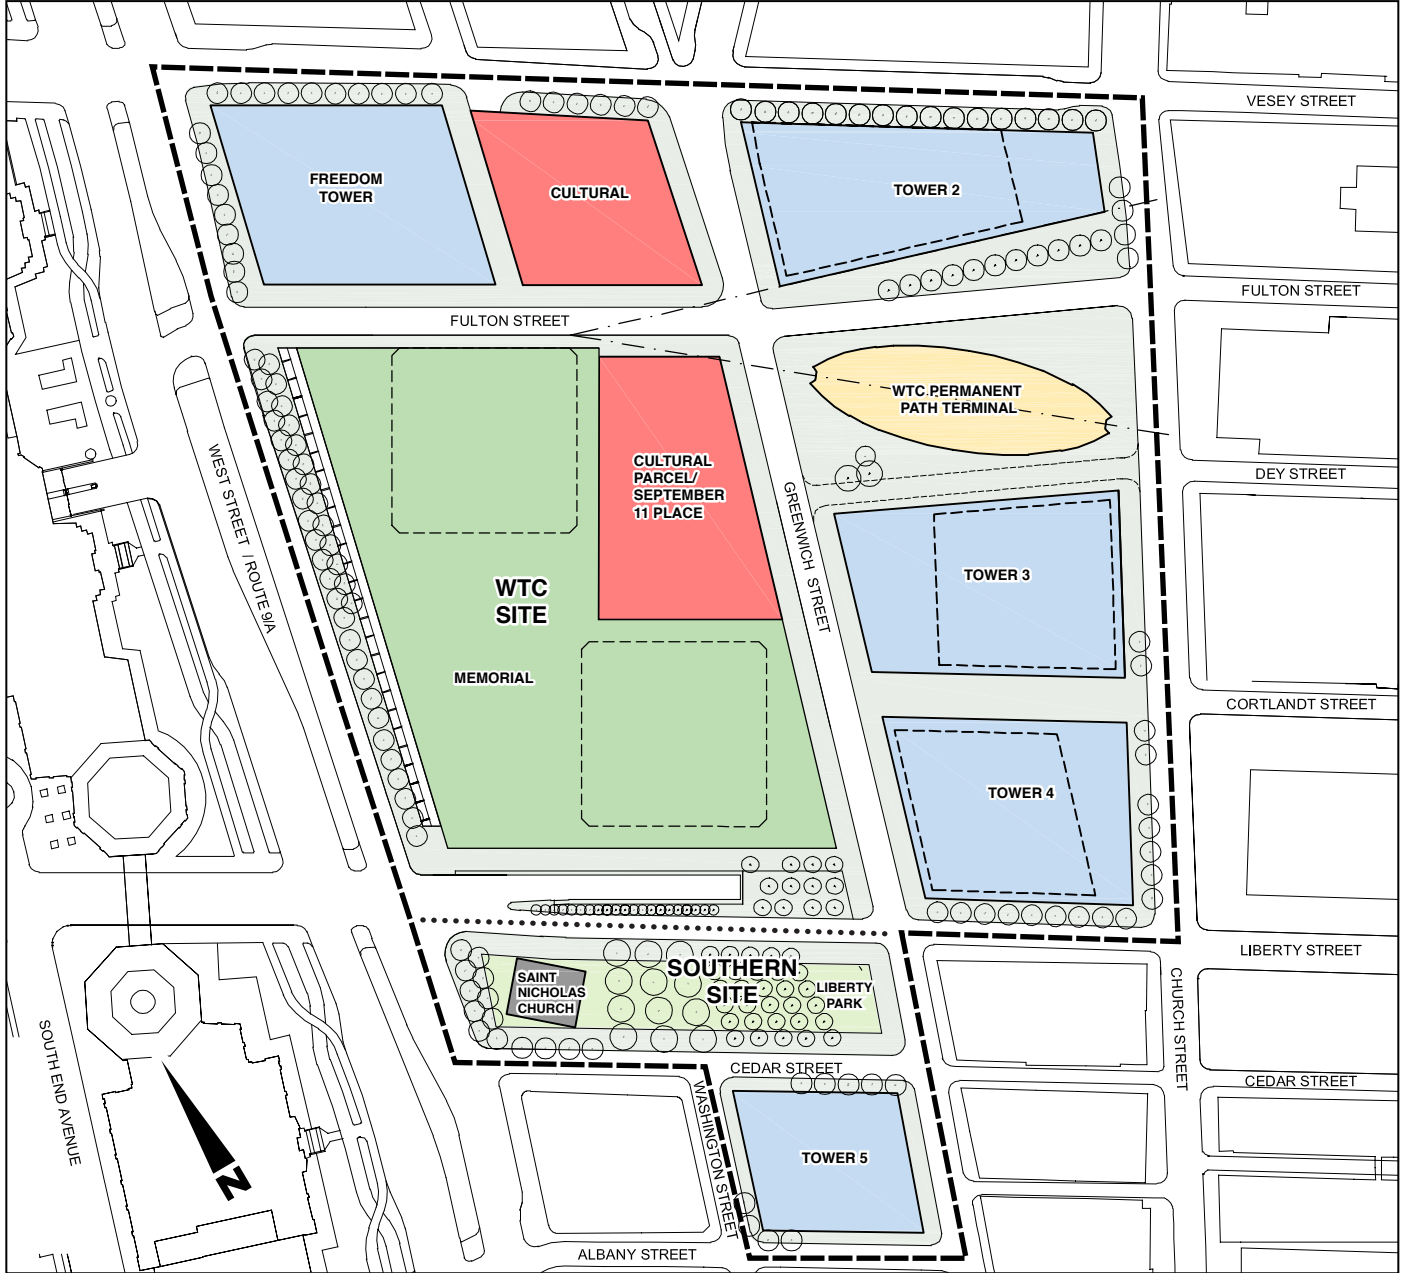 VESEY STREET
FREEDOM
TOWER
CULTURAL
TOWER 2
FULTON STREET
FULTON STREET
WTC PERMANENT
PATH TERMINAL
CULTURAL
PARCEL/
SEPTEMBER
11 PLACE
DEY STREET
WEST STREET / ROUTE 9/A
GREENWICH STREET
WTC
SITE
TOWER 3
MEMORIAL
CORTLANDT STREET
TOWER 4
LIBERTY STREET
SOUTHERN
SITE
SAINT
NICHOLAS
CHURCH
LIBERTY
PARK
CHURCH STREET
SOUTH END AVENUE
CEDAR STREET
CEDAR STREET
WASHINGTON STREET
TOWER 5
N
ALBANY STREET